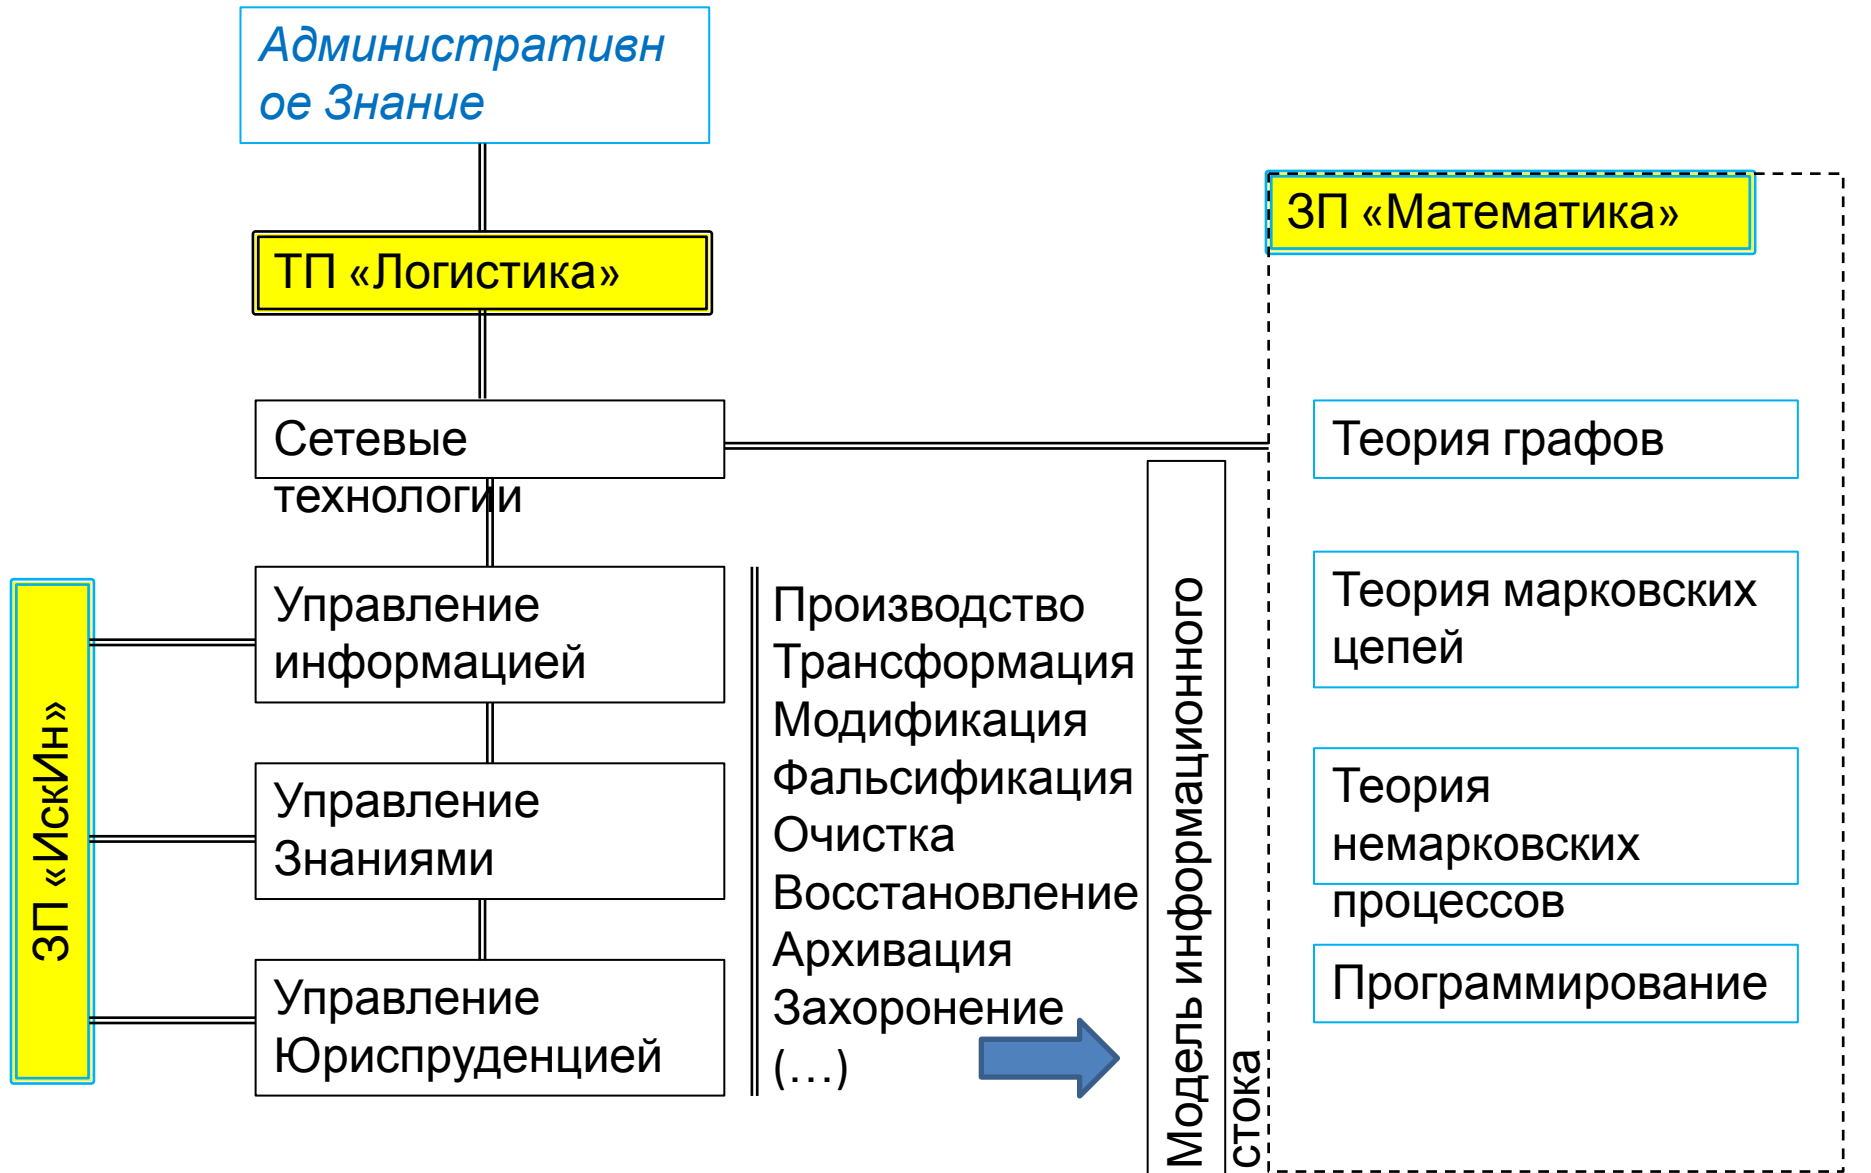 Административн
ое Знание
ТП «Логистика»
ЗП «Математика»
Сетевые
технологии
Теория графов
ЗП «ИскИн»
Управление
информацией
Управление
Знаниями
Управление
Юриспруденцией
Производство
Трансформация
Модификация
Фальсификация
Очистка
Восстановление
Архивация
Захоронение
(…)
Модель информационного
стока
Теория марковских
цепей
Теория
немарковских
процессов
Программирование